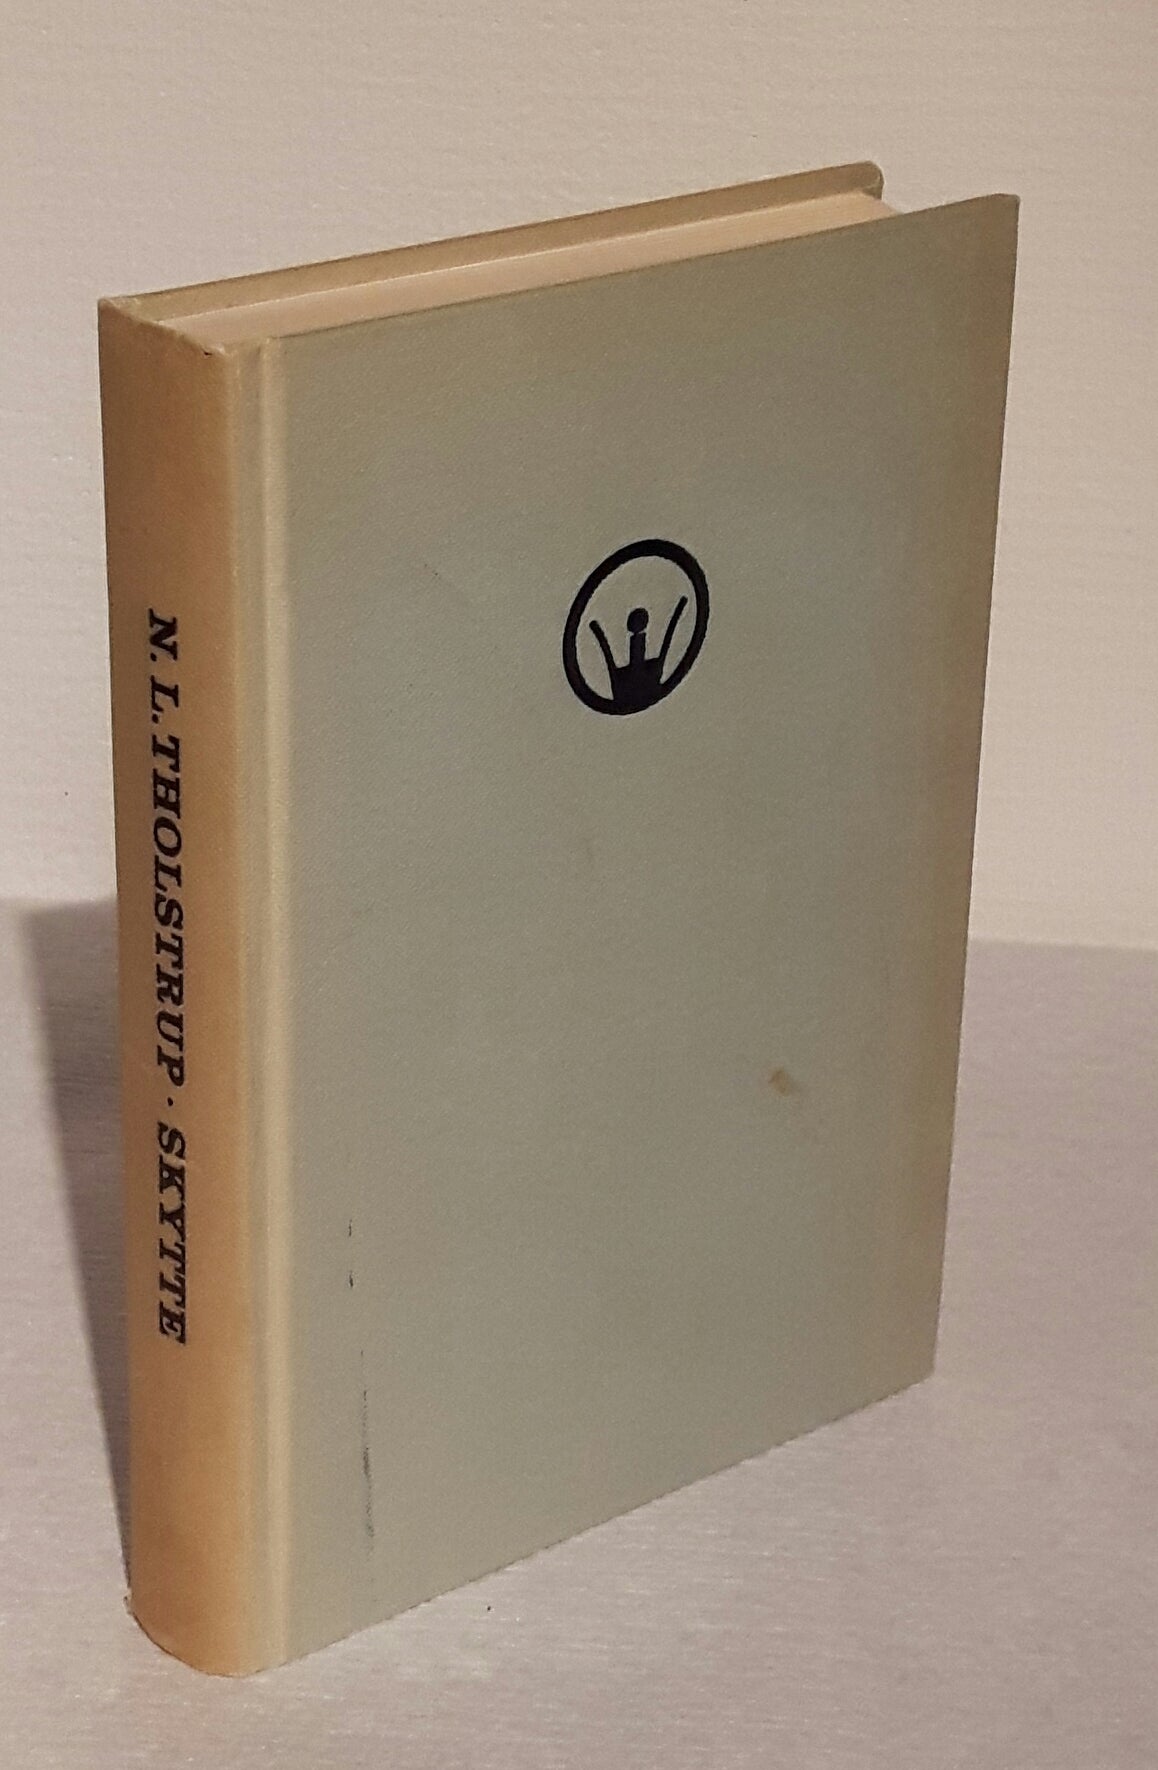 N. L. THOLSTRUP · SKYTTE